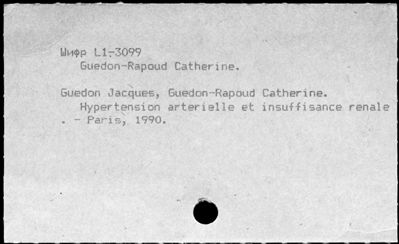 Шифр L1-3099
Guedon-Rapoud Catherine.
Guedon Jacques, Guedon-Rapoud Catherine.
Hypertension arterielle et insuffisance renale
. - Paris, 1990.